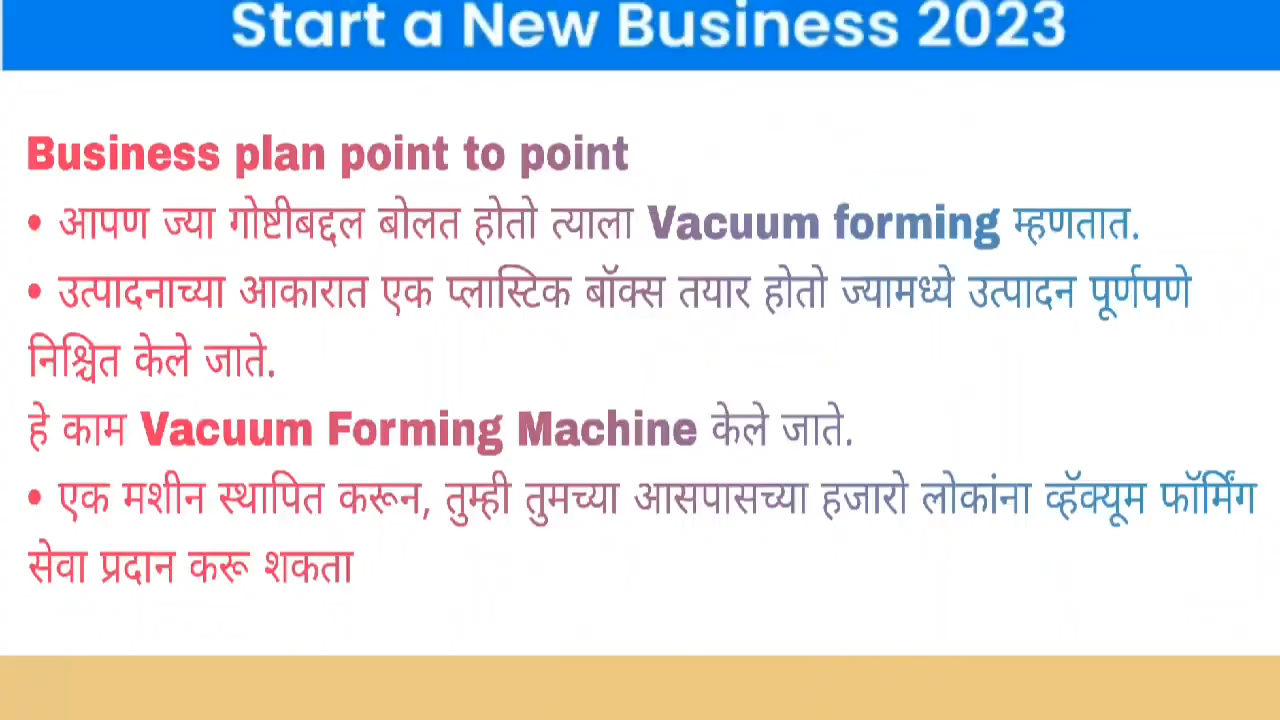 Start a New Business 2023
Business plan point to point
• आपण ज्या गोष्टीबद्दल बोलत होतो त्याला Vacuum forming म्हणतात.
• उत्पादनाच्या आकारात एक प्लास्टिक बॉक्स तयार होतो ज्यामध्ये उत्पादन पूर्णपणे
निश्चित केले जाते.
हे काम Vacuum Forming Machine केले जाते.
• एक मशीन स्थापित करून, तुम्ही तुमच्या आसपासच्या हजारो लोकांना व्हॅक्यूम फॉर्मिंग
सेवा प्रदान करू शकता